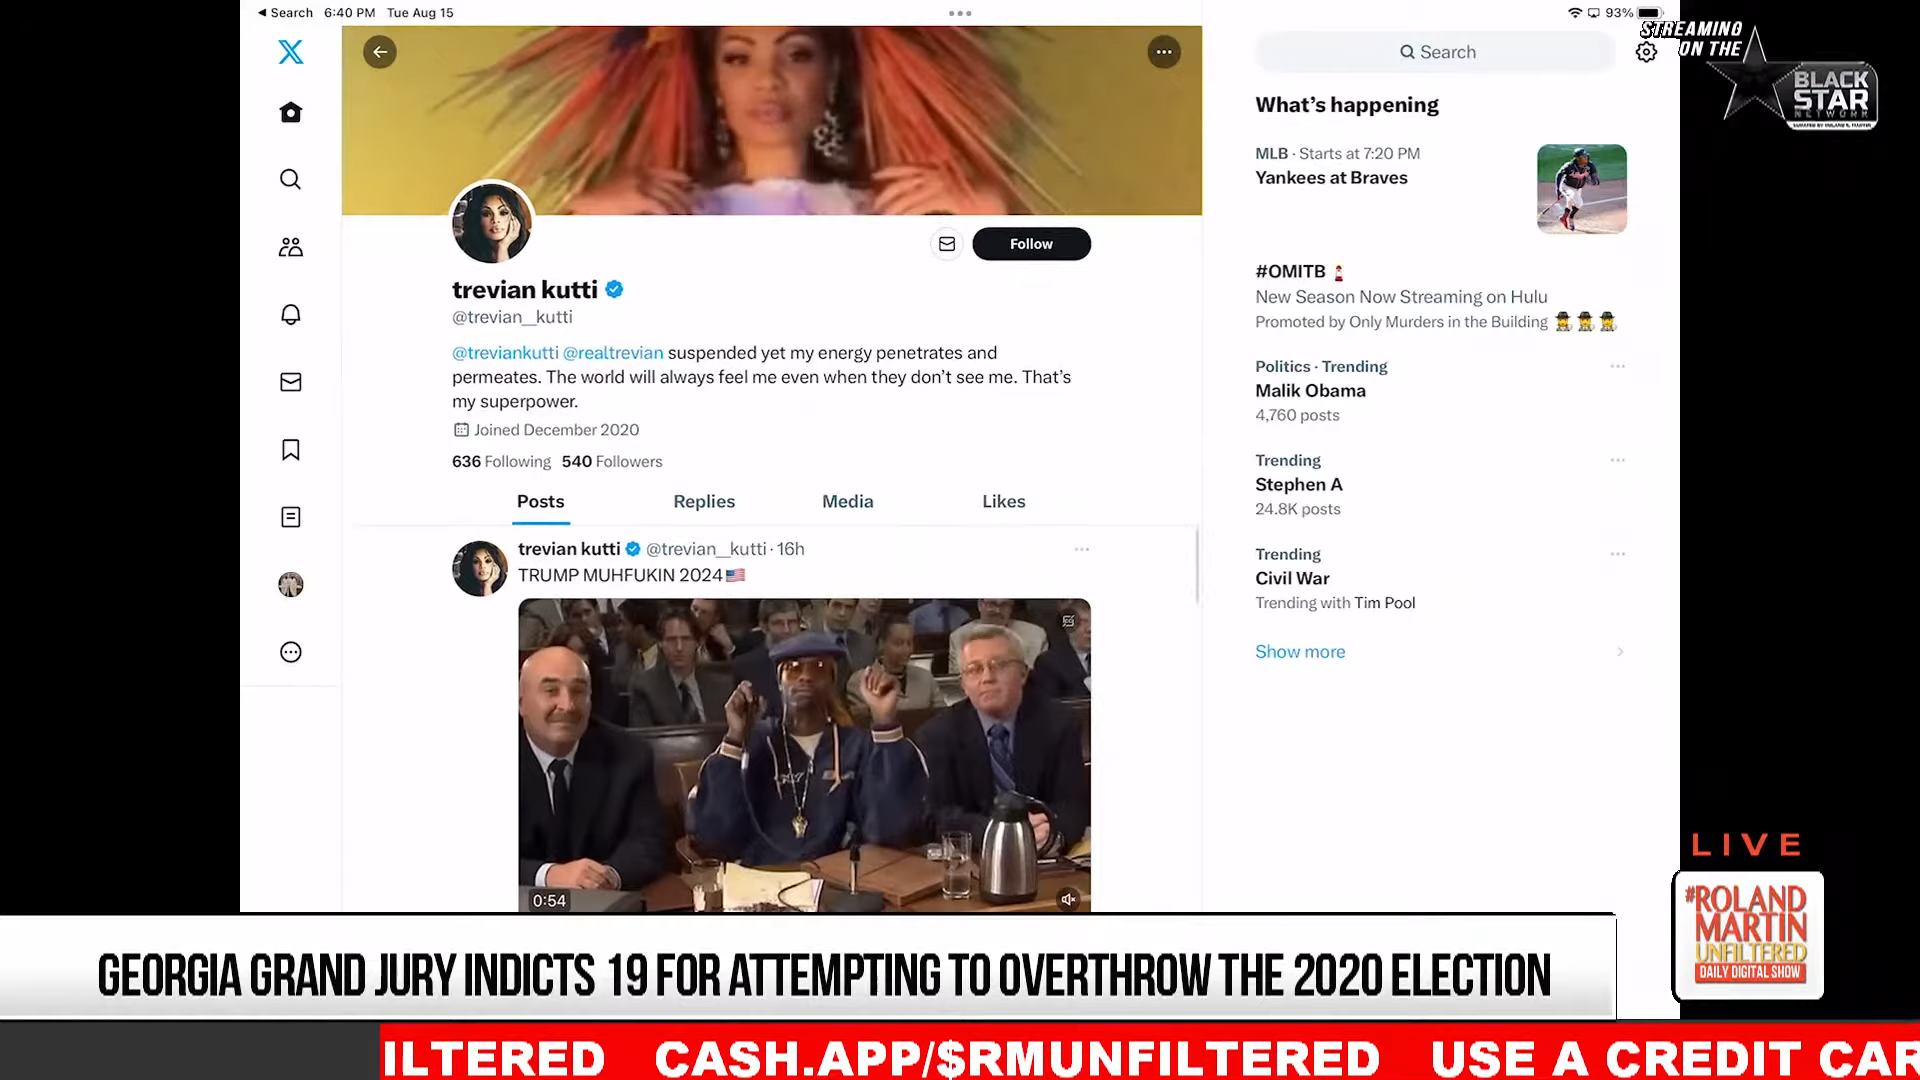 Search 6:40 PM Tue Aug 15
93%
STREAMING
ON THE
BLACK
STAR
NETWORK
Search
What's happening
MLB · Starts at 7:20 PM
Yankees at Braves
Follow
trevian kutti
@trevian__kutti
#OMITB
New Season Now Streaming on Hulu
Promoted by Only Murders in the Building
@treviankutti @realtrevian suspended yet my energy penetrates and
permeates. The world will always feel me even when they don't see me. That's
my superpower.
Joined December 2020
636 Following 540 Followers
Politics · Trending
Malik Obama
4,760 posts
Trending
Stephen A
24.8K posts
Posts Replies Media Likes
trevian kutti @trevian__kutti · 16h
TRUMP MUHFUKIN 2024
Trending
Civil War
Trending with Tim Pool
Show more
0:54
LIVE
#ROLAND
MARTIN
UNFILTERED
DAILY DIGITAL SHOW
GEORGIA GRAND JURY INDICTS 19 FOR ATTEMPTING TO OVERTHROW THE 2020 ELECTION
ILTERED CASH.APP/$RMUNFILTERED USE A CREDIT CAR